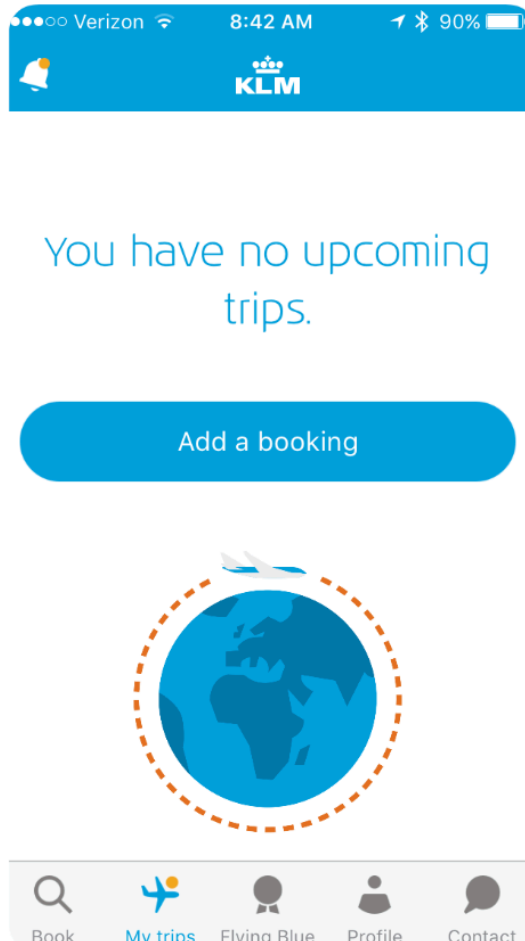 Verizon 8:42 AM 90%
KLM
You have no upcoming
trips.
Add a booking
Book My trips Flying Blue Profile Contact